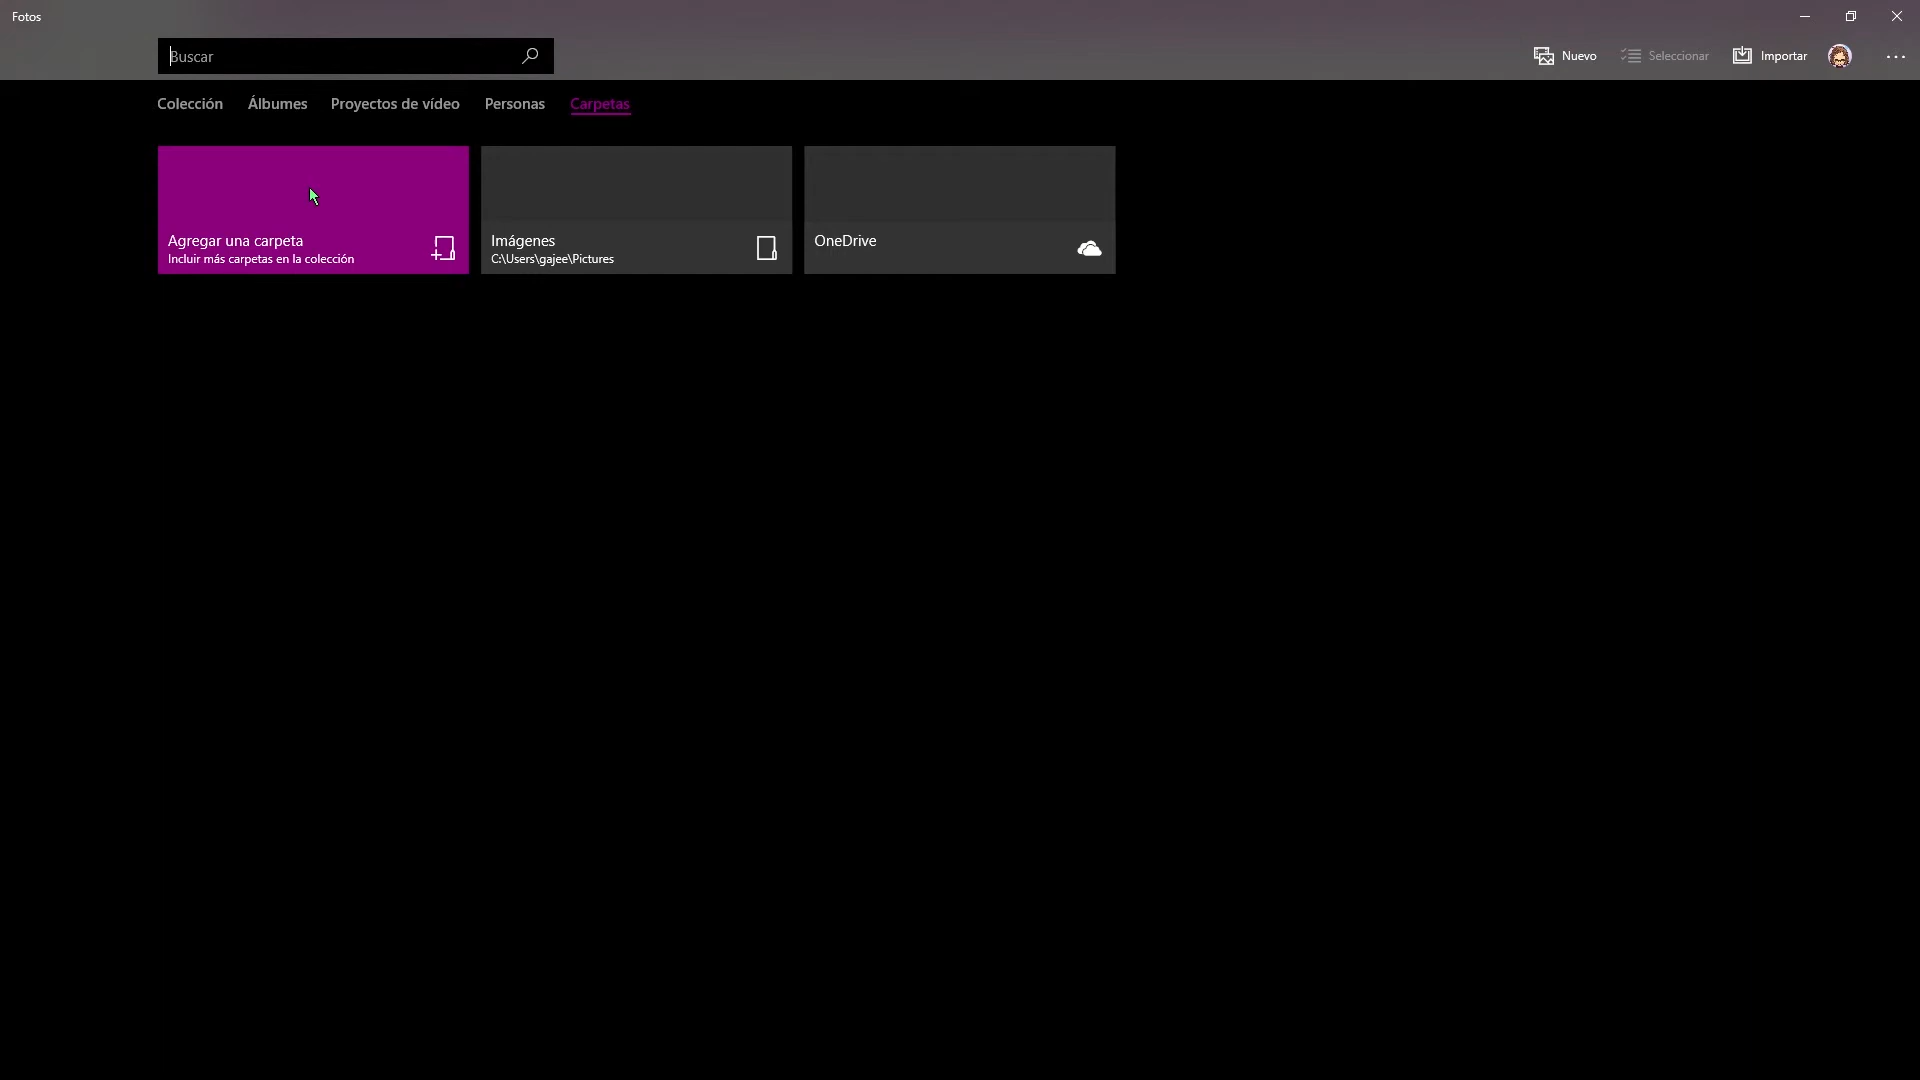 Fotos
Buscar
Nuevo
Seleccionar
Importar
Colección
Álbumes
Proyectos de vídeo
Personas
Carpetas
Agregar una carpeta
Incluir más carpetas en la colección
Imágenes
C:\Users\gajee\Pictures
OneDrive